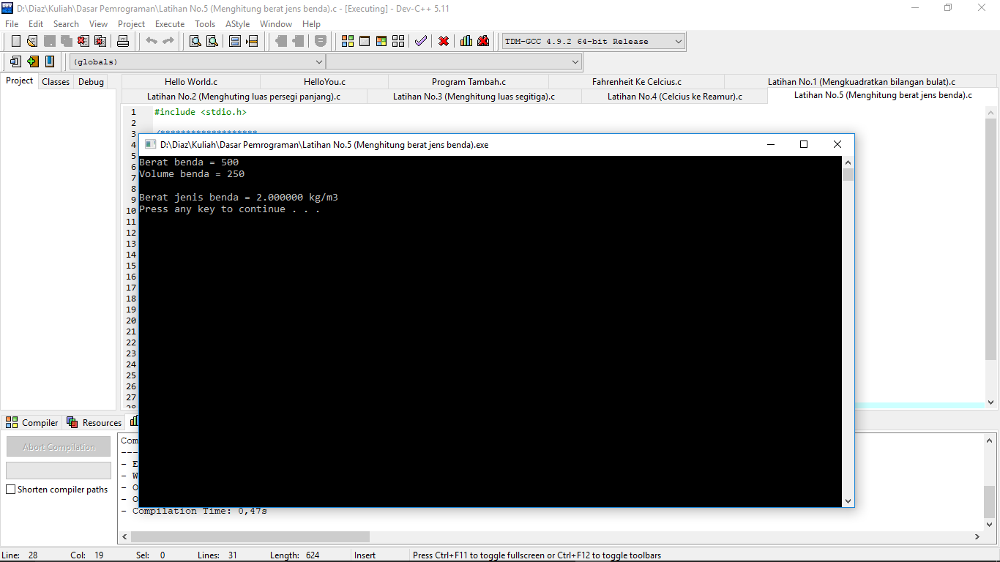 D:\Diaz\Kuliah\Dasar Pemrograman\Latihan No.5 (Menghitung berat jens benda).c - [Executing] - Dev-C++ 5.11
File Edit Search View Project Execute Tools AStyle Window Help
TDM-GCC 4.9.2 64-bit Release
(globals)
Project Classes Debug
Hello World.c HelloYou.c Program Tambah.c Fahrenheit Ke Celcius.c Latihan No.1 (Mengkuadratkan bilangan bulat).c
Latihan No.2 (Menghuting luas persegi panjang).c Latihan No.3 (Menghitung luas segitiga).c Latihan No.4 (Celcius ke Reamur).c Latihan No.5 (Menghitung berat jens benda).c
1 #include <stdio.h>
2
3 /*******************
4
5
6
7
8
9
10
11
12
13
14
15
16
17
18
19
20
21
22
23
24
25
26
27
28
D:\Diaz\Kuliah\Dasar Pemrograman\Latihan No.5 (Menghitung berat jens benda).exe
Berat benda = 500
Volume benda = 250
Berat jenis benda = 2.000000 kg/m3
Press any key to continue . . .
Compiler Resources
Abort Compilation
Shorten compiler paths
Com
---
- E
- W
- O
- O
- Compilation Time: 0,47s
Line: 28 Col: 19 Sel: 0 Lines: 31 Length: 624 Insert Press Ctrl+F11 to toggle fullscreen or Ctrl+F12 to toggle toolbars